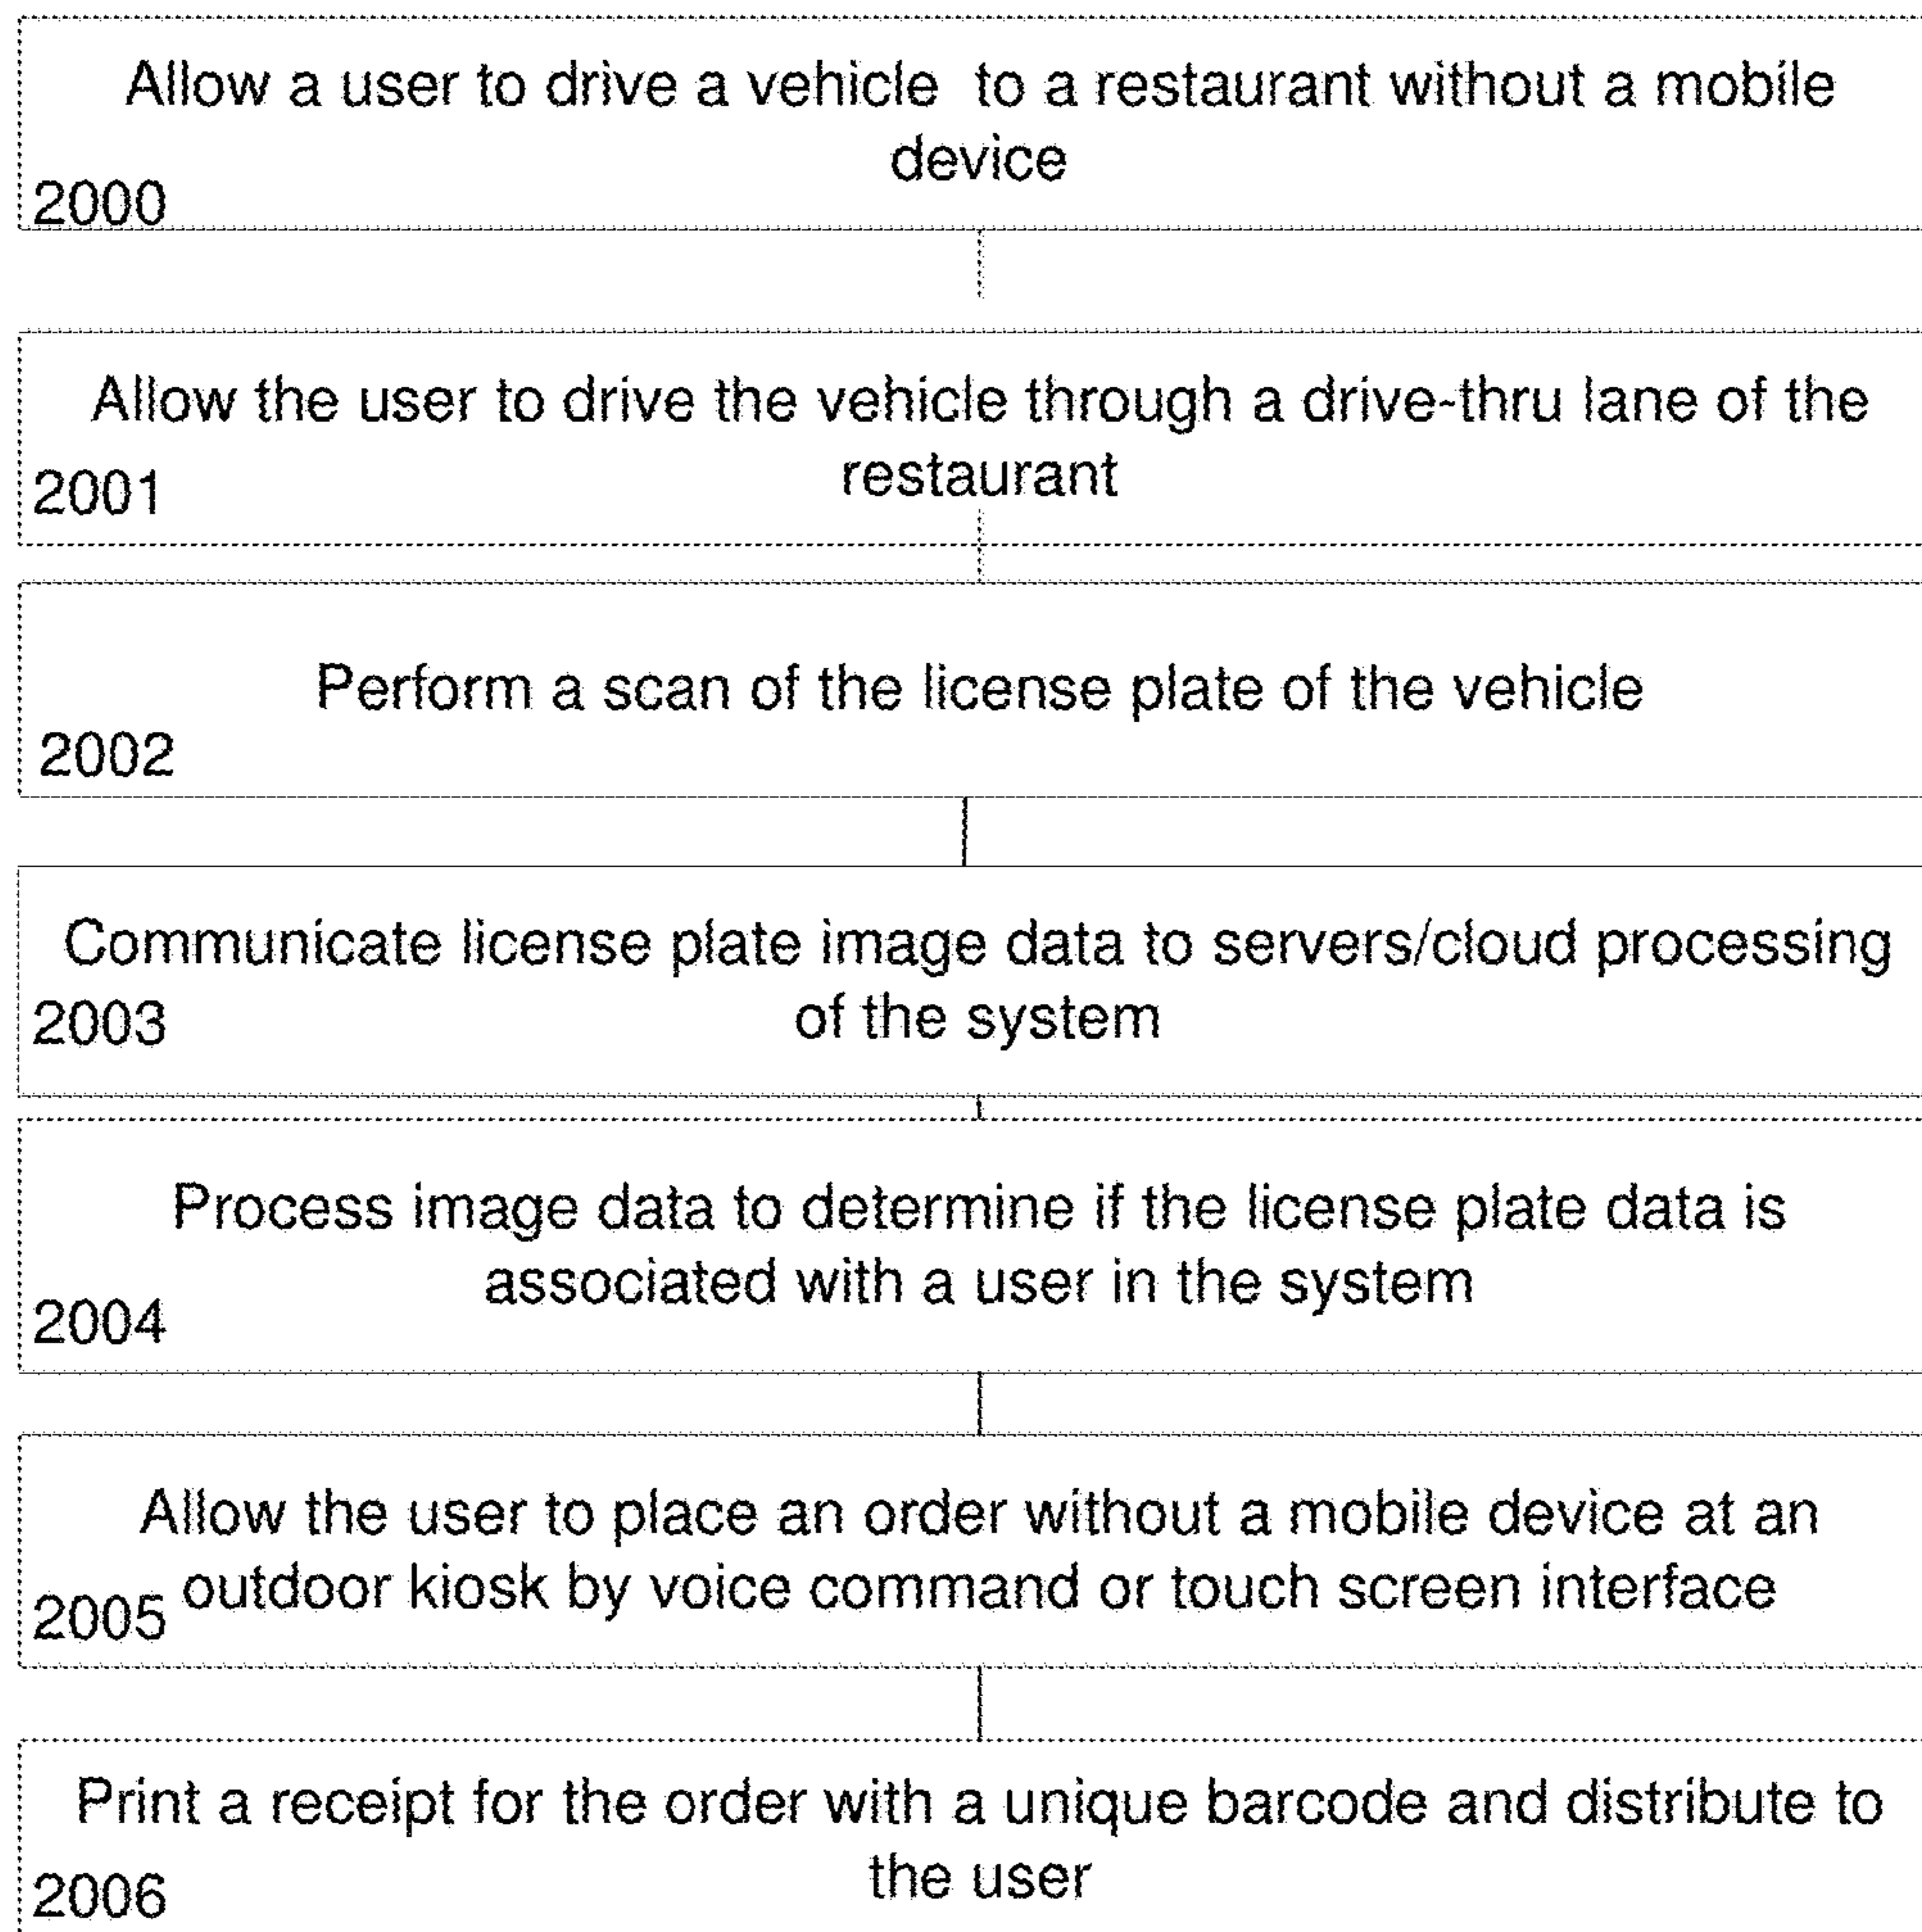 Allow a user to drive a vehicle to a restaurant without a mobile
device
2000
Allow the user to drive the vehicle through a drive-thru lane of the
restaurant
2001
Perform a scan of the license plate of the vehicle
2002
Communicate license plate image data to servers/cloud processing
of the system
2003
Process image data to determine if the license plate data is
associated with a user in the system
2004
Allow the user to place an order without a mobile device at an
outdoor kiosk by voice command or touch screen interface
2005
Print a receipt for the order with a unique barcode and distribute to
the user
2006